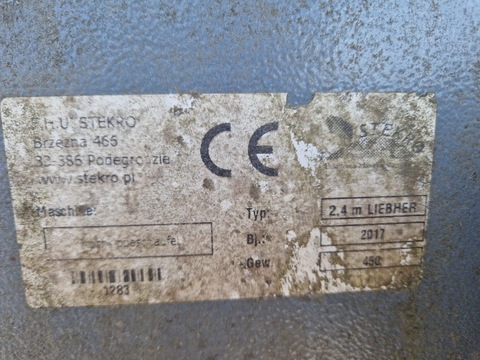 .H.U. STEKRO
Brzezna 466
32-386 Podegrodzie
www.stekro.pl
CE
STEKRO
Maschine:
Typ:
2,4 m LIEBHER
Bj.:
2017
Gew
450
1283